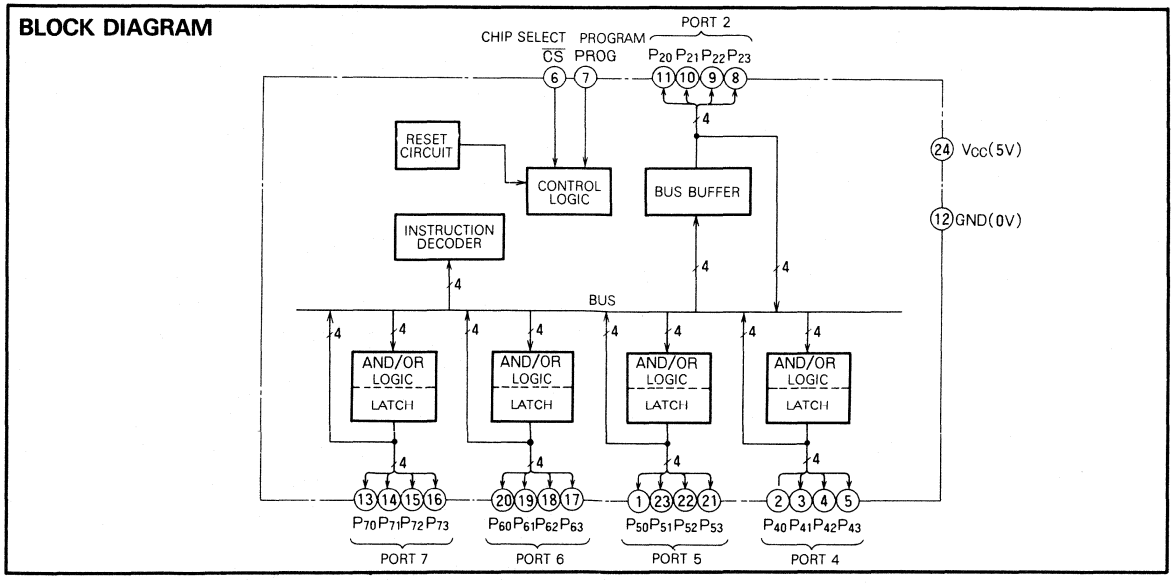 BLOCK DIAGRAM
PORT 2
CHIP SELECT PROGRAM
CS PROG P20 P21 P22 P23
6 7 11 10 9 8
4
RESET
CIRCUIT
24 VCC(5V)
CONTROL
LOGIC
BUS BUFFER
12 GND(0V)
INSTRUCTION
DECODER
4 4 4
BUS
4 4 4 4 4 4 4 4
AND/OR AND/OR AND/OR AND/OR
LOGIC LOGIC LOGIC LOGIC
LATCH LATCH LATCH LATCH
4 4 4 4
13 14 15 16 20 19 18 17 1 23 22 21 2 3 4 5
P70 P71 P72 P73 P60 P61 P62 P63 P50 P51 P52 P53 P40 P41 P42 P43
PORT 7 PORT 6 PORT 5 PORT 4